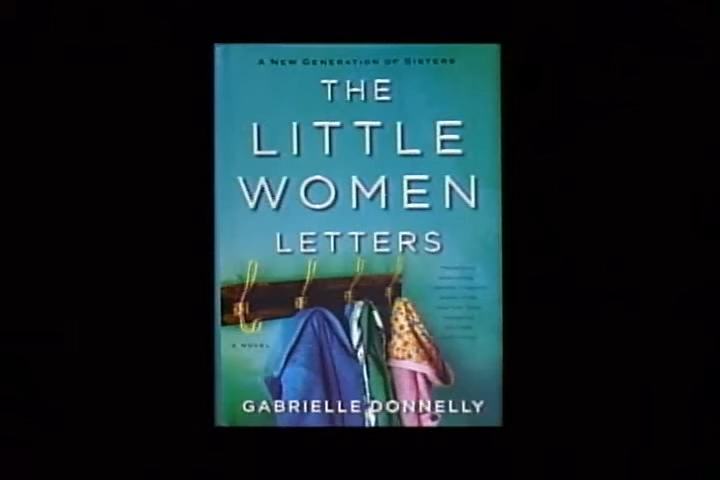 A NEW GENERATION OF SISTERS
THE
LITTLE
WOMEN
LETTERS
A NOVEL
GABRIELLE DONNELLY